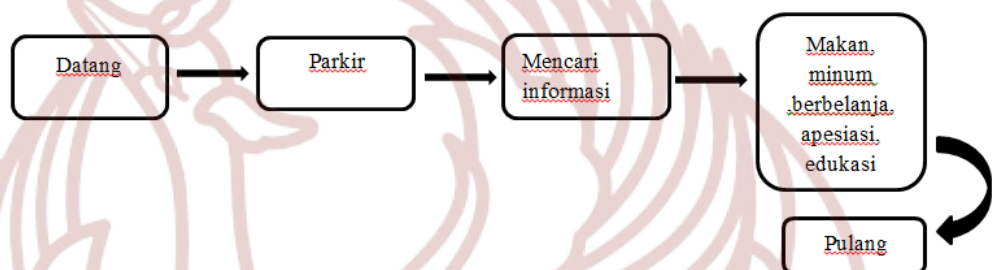 Datang
Parkir
Mencari
informasi
Makan,
minum
,berbelanja,
apesiasi,
edukasi
Pulang